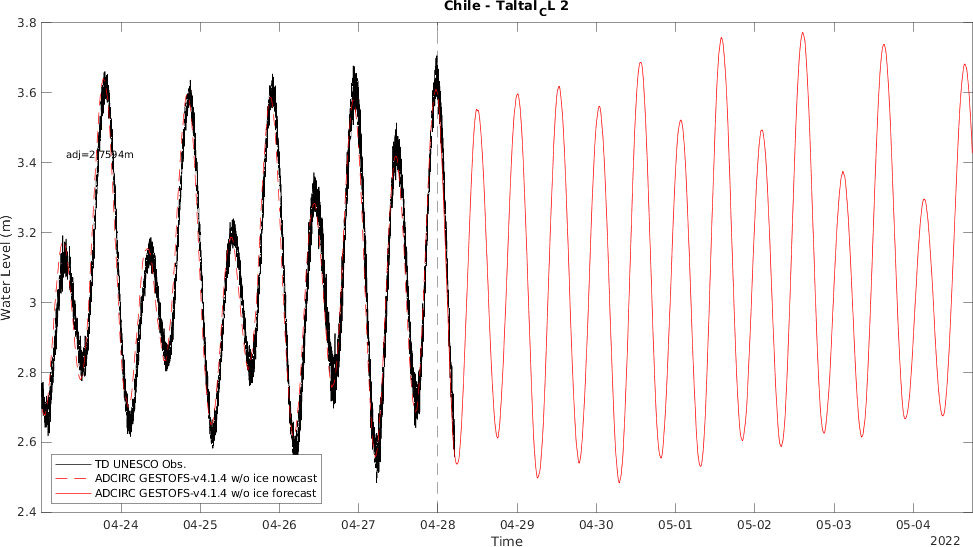 Chile - TaltalCL 2
3.8
3.6
3.4
3.2
3
2.8
2.6
2.4
Water Level (m)
adj=2.7594m
TD UNESCO Obs.
ADCIRC GESTOFS-v4.1.4 w/o ice nowcast
ADCIRC GESTOFS-v4.1.4 w/o ice forecast
04-24 04-25 04-26 04-27 04-28 04-29 04-30 05-01 05-02 05-03 05-04
Time
2022